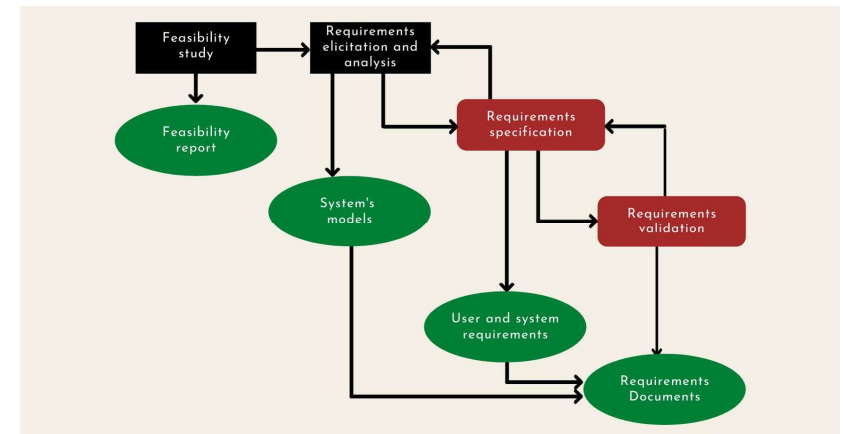 Feasibility
study
Requirements
elicitation and
analysis
Feasibility
report
Requirements
specification
System's
models
Requirements
validation
User and system
requirements
Requirements
Documents